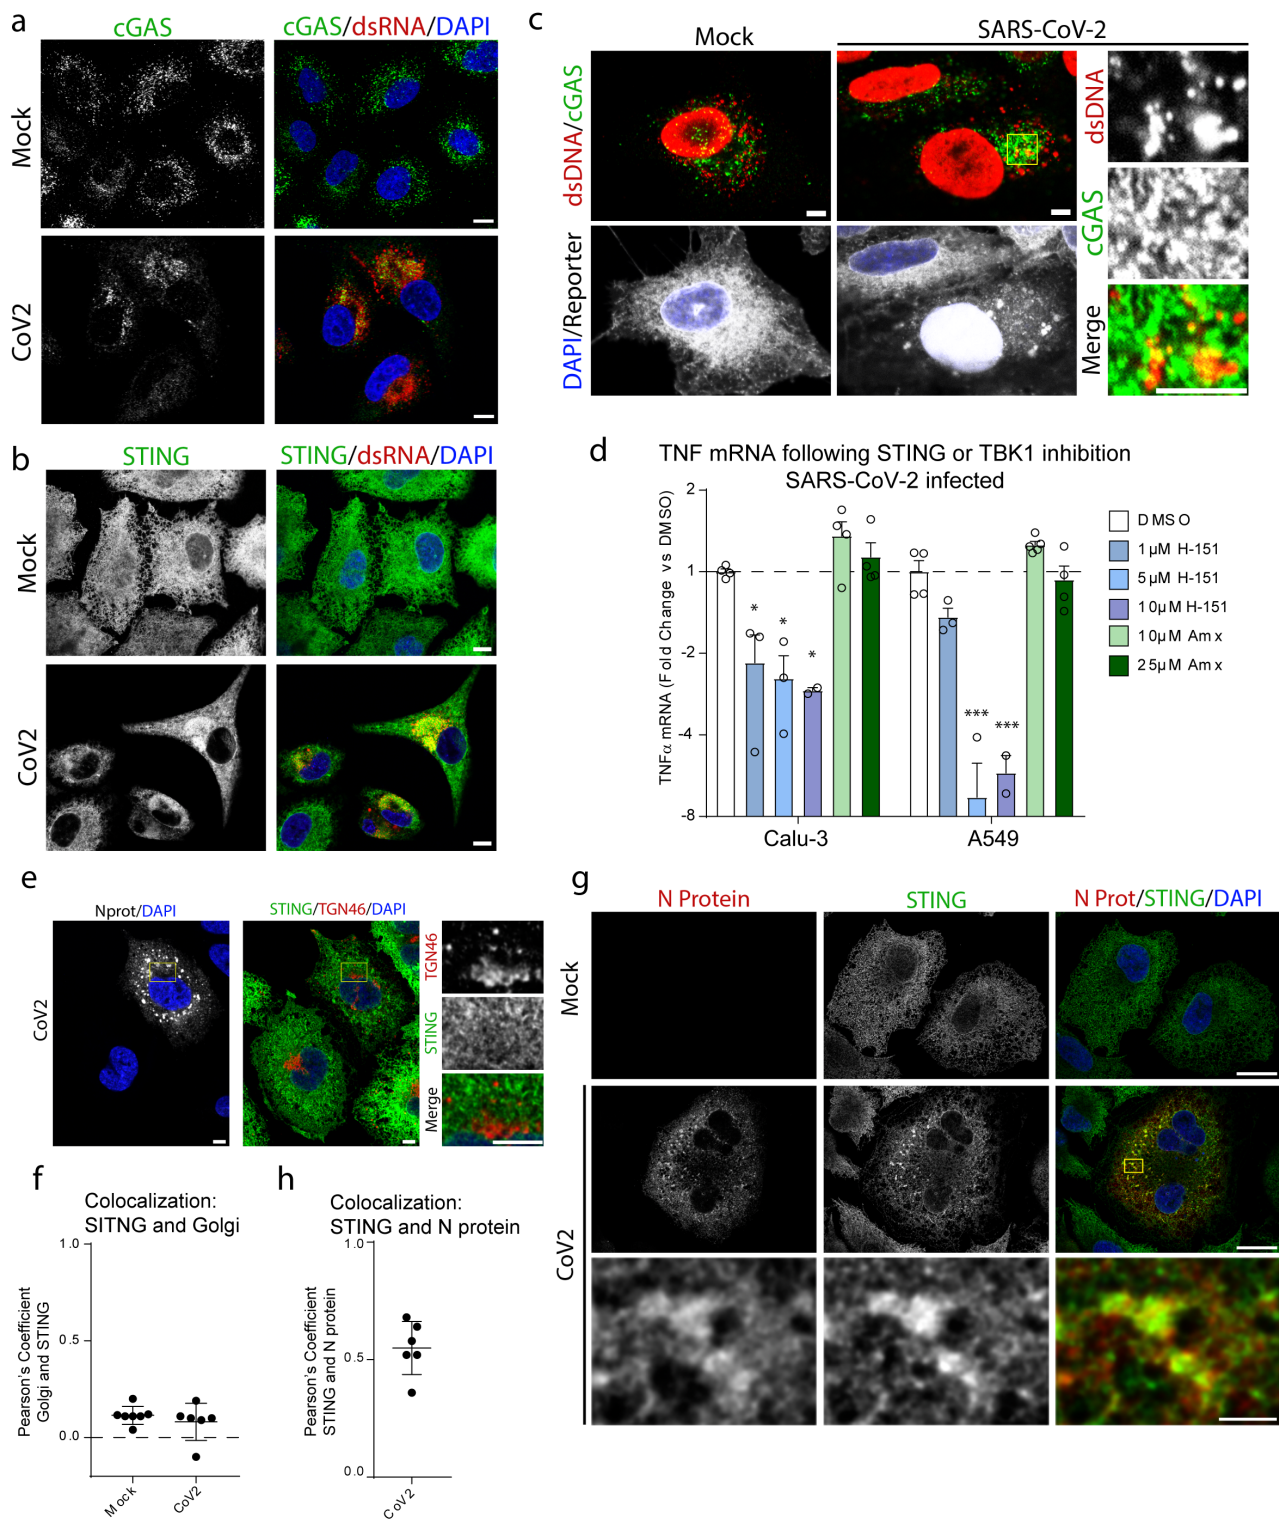 a
cGAS
cGAS/dsRNA/DAPI
Mock
CoV2
b
STING
STING/dsRNA/DAPI
Mock
CoV2
c
Mock
SARS-CoV-2
dsDNA/cGAS
DAPI/Reporter
dsDNA
cGAS
Merge
d
TNF mRNA following STING or TBK1 inhibition
SARS-CoV-2 infected
TNFα mRNA (Fold Change vs DMSO)
2
1
-2
-4
-8
*
*
*
***
***
Calu-3
A549
DMSO
1µM H-151
5µM H-151
10µM H-151
10µM Amx
25µM Amx
e
Nprot/DAPI
STING/TGN46/DAPI
CoV2
TGN46
STING
Merge
f
Colocalization:
SITNG and Golgi
Pearson's Coefficient
Golgi and STING
1.0
0.5
0.0
Mock
CoV2
h
Colocalization:
STING and N protein
Pearson's Coefficient
STING and N protein
1.0
0.5
0.0
CoV2
g
N Protein
STING
N Prot/STING/DAPI
Mock
CoV2